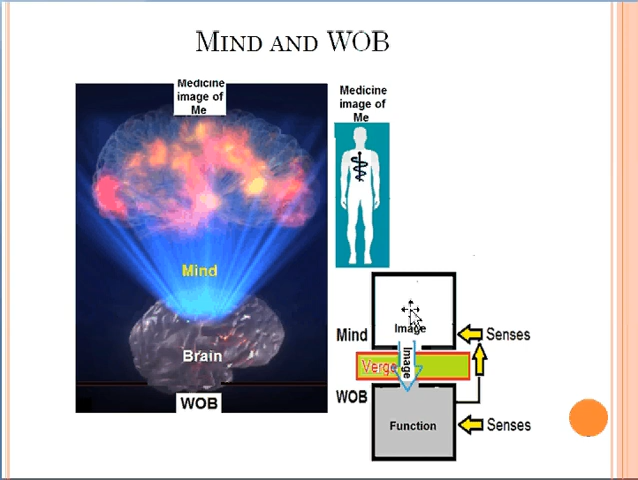 MIND AND WOB
Medicine
image of
Me
Medicine
image of
Me
Mind
Brain
WOB
Image
Mind
Senses
Image
Verge
WOB
Function
Senses